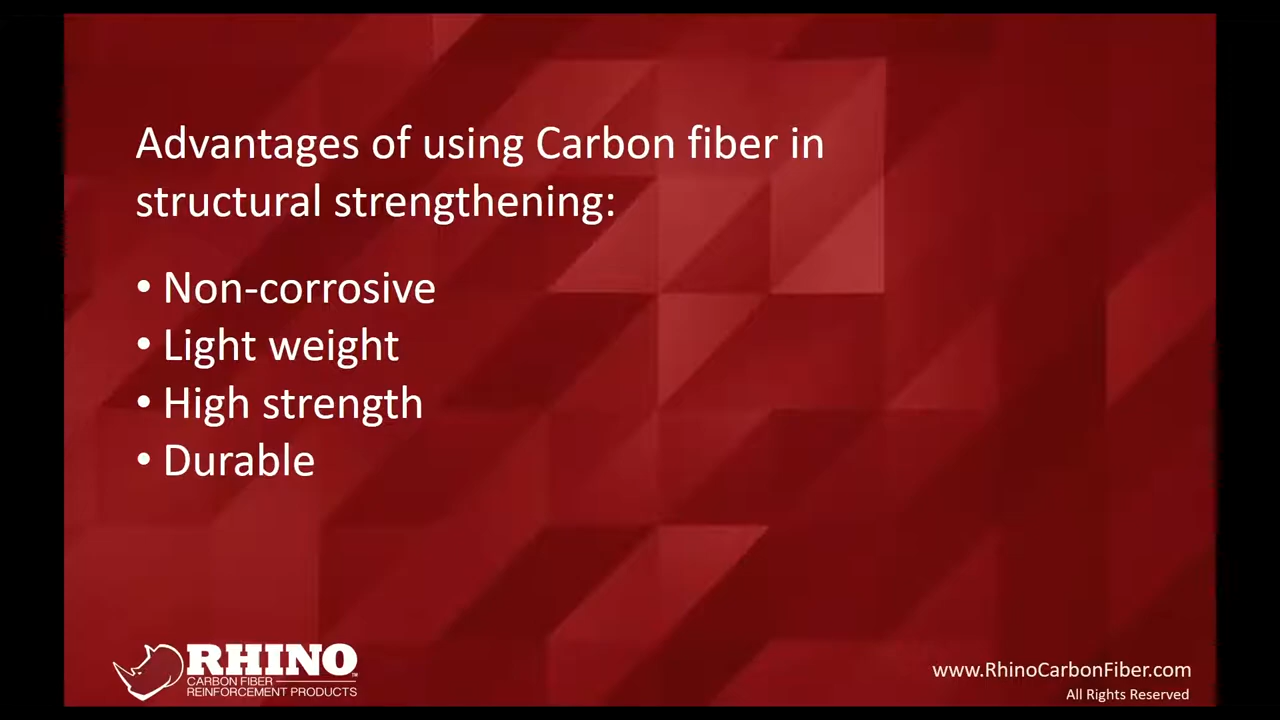 Advantages of using Carbon fiber in
structural strengthening:
• Non-corrosive
• Light weight
• High strength
• Durable
RHINO™
CARBON FIBER
REINFORCEMENT PRODUCTS
www.RhinoCarbonFiber.com
All Rights Reserved